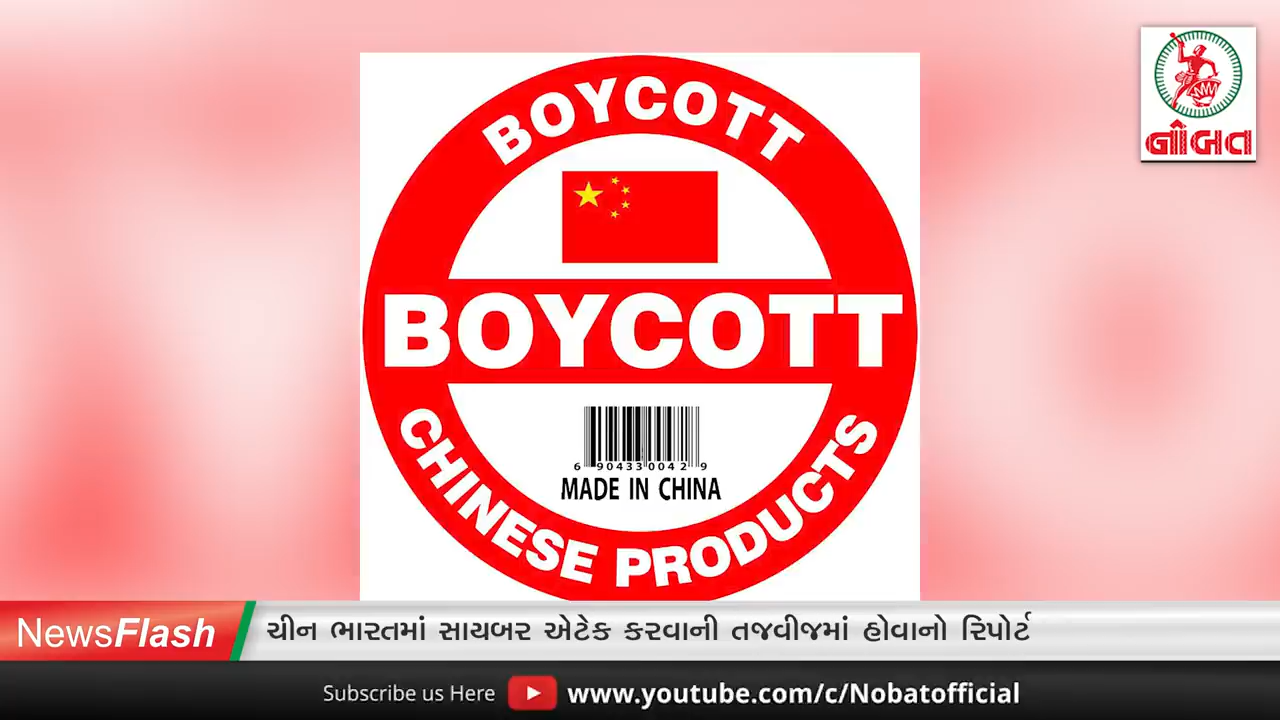 નોબત
BOYCOTT
BOYCOTT
6 904330 042 9
MADE IN CHINA
CHINESE PRODUCTS
NewsFlash
ચીન ભારતમાં સાયબર એટેક કરવાની તજવીજમાં હોવાનો રિપોર્ટ
Subscribe us Here
www.youtube.com/c/Nobatofficial